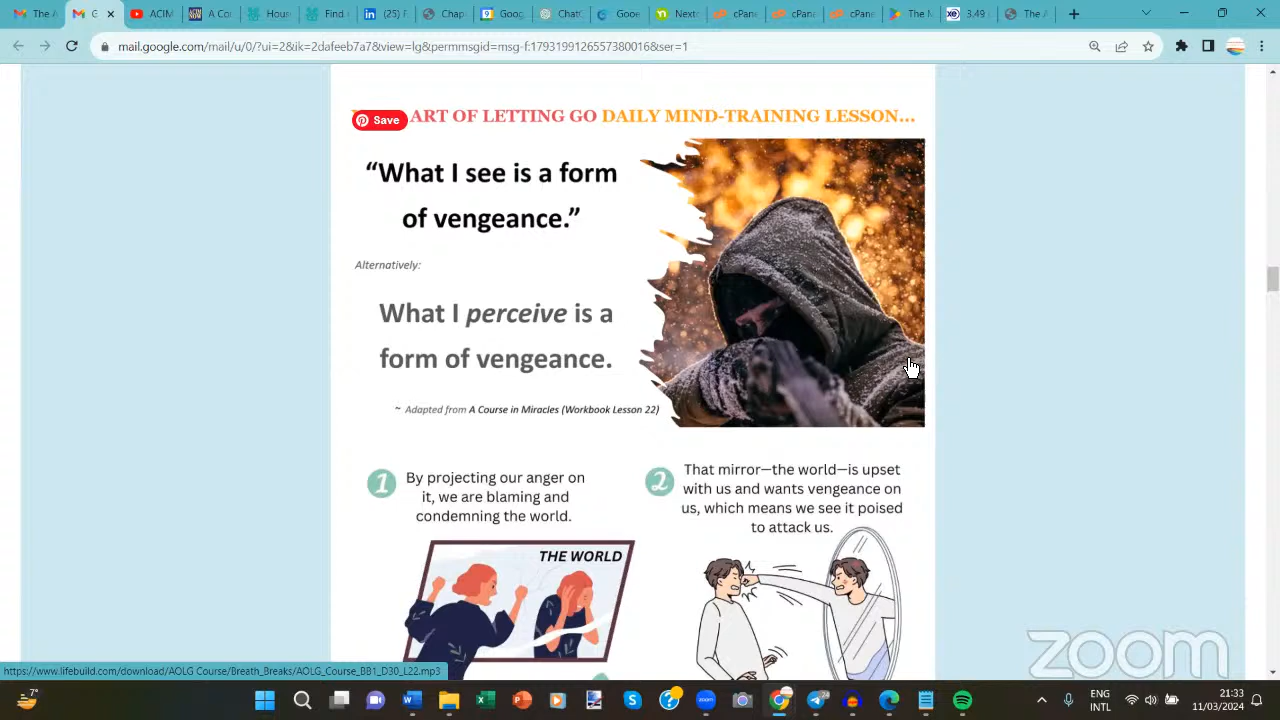 (25)
mail.google.com/mail/u/0/?ui=2&ik=2dafeeb7a7&view=lg&permmsgid=msg-f:1793199126557380016&ser=1
Save
ART OF LETTING GO DAILY MIND-TRAINING LESSON...
“What I see is a form
of vengeance.”
Alternatively:
What I perceive is a
form of vengeance.
~ Adapted from A Course in Miracles (Workbook Lesson 22)
1
By projecting our anger on
it, we are blaming and
condemning the world.
2
That mirror—the world—is upset
with us and wants vengeance on
us, which means we see it poised
to attack us.
THE WORLD
zoom
https://www.lifebuild.com/download/AOLG Course/Breath_Breaks/AOLG_Course_BB1_D30_L22.mp3
27°
ENG
INTL
21:33
11/03/2024